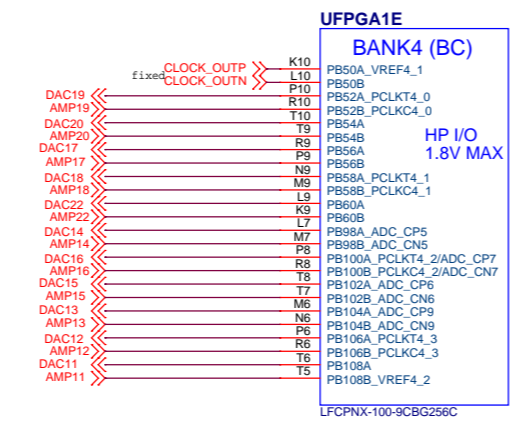 UFPGA1E
BANK4 (BC)
HP I/O
1.8V MAX
fixed
CLOCK_OUTP K10 PB50A_VREF4_1
CLOCK_OUTN L10 PB50B
DAC19 P10 PB52A_PCLKT4_0
AMP19 R10 PB52B_PCLKC4_0
DAC20 T10 PB54A
AMP20 T9 PB54B
DAC17 R9 PB56A
AMP17 P9 PB56B
DAC18 N9 PB58A_PCLKT4_1
AMP18 M9 PB58B_PCLKC4_1
DAC22 L9 PB60A
AMP22 K9 PB60B
DAC14 L7 PB98A_ADC_CP5
AMP14 M7 PB98B_ADC_CN5
DAC16 P8 PB100A_PCLKT4_2/ADC_CP7
AMP16 R8 PB100B_PCLKC4_2/ADC_CN7
DAC15 T8 PB102A_ADC_CP6
AMP15 T7 PB102B_ADC_CN6
DAC13 M6 PB104A_ADC_CP9
AMP13 N6 PB104B_ADC_CN9
DAC12 P6 PB106A_PCLKT4_3
AMP12 R6 PB106B_PCLKC4_3
DAC11 T6 PB108A
AMP11 T5 PB108B_VREF4_2
LFCPNX-100-9CBG256C